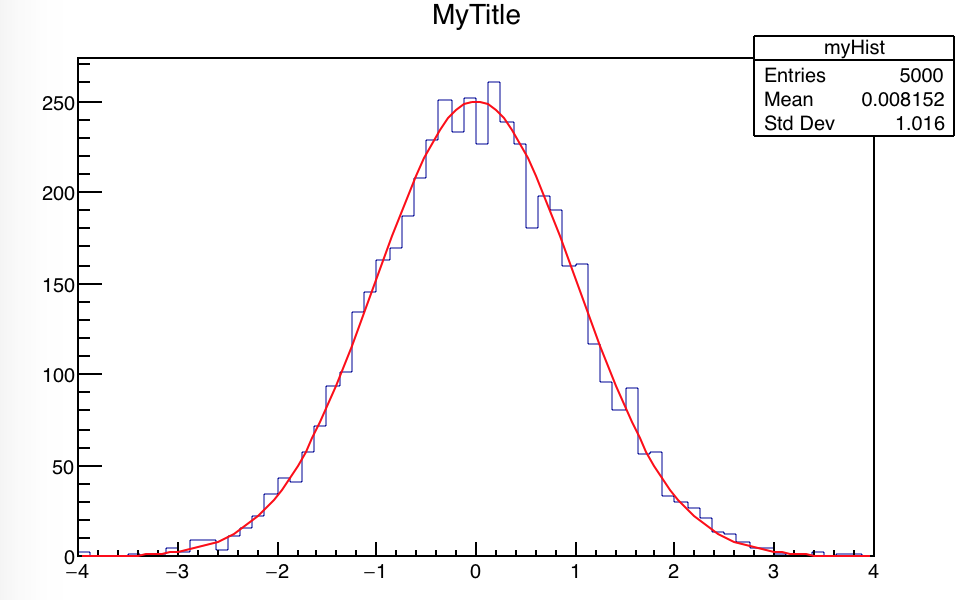 MyTitle
myHist
Entries 5000
Mean 0.008152
Std Dev 1.016
250
200
150
100
50
0
−4 −3 −2 −1 0 1 2 3 4